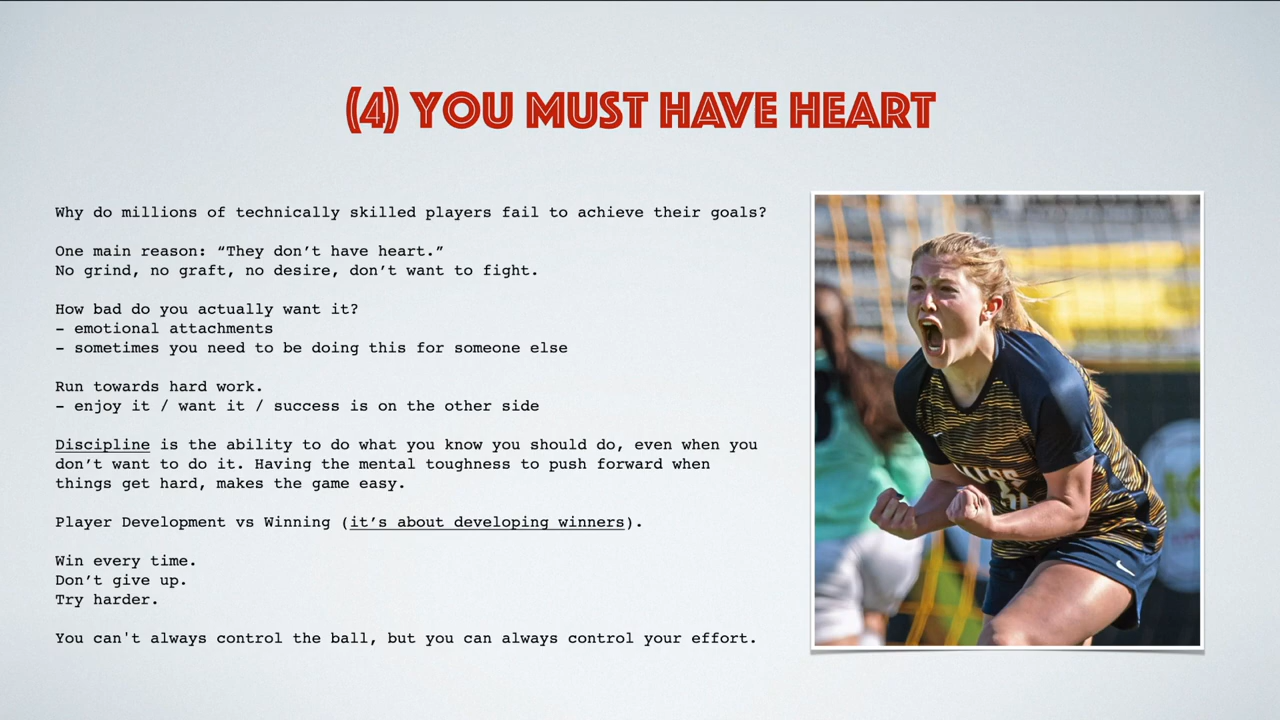 (4) YOU MUST HAVE HEART
Why do millions of technically skilled players fail to achieve their goals?
One main reason: “They don’t have heart.”
No grind, no graft, no desire, don’t want to fight.
How bad do you actually want it?
– emotional attachments
– sometimes you need to be doing this for someone else
Run towards hard work.
– enjoy it / want it / success is on the other side
Discipline is the ability to do what you know you should do, even when you
don’t want to do it. Having the mental toughness to push forward when
things get hard, makes the game easy.
Player Development vs Winning (it’s about developing winners).
Win every time.
Don’t give up.
Try harder.
You can't always control the ball, but you can always control your effort.